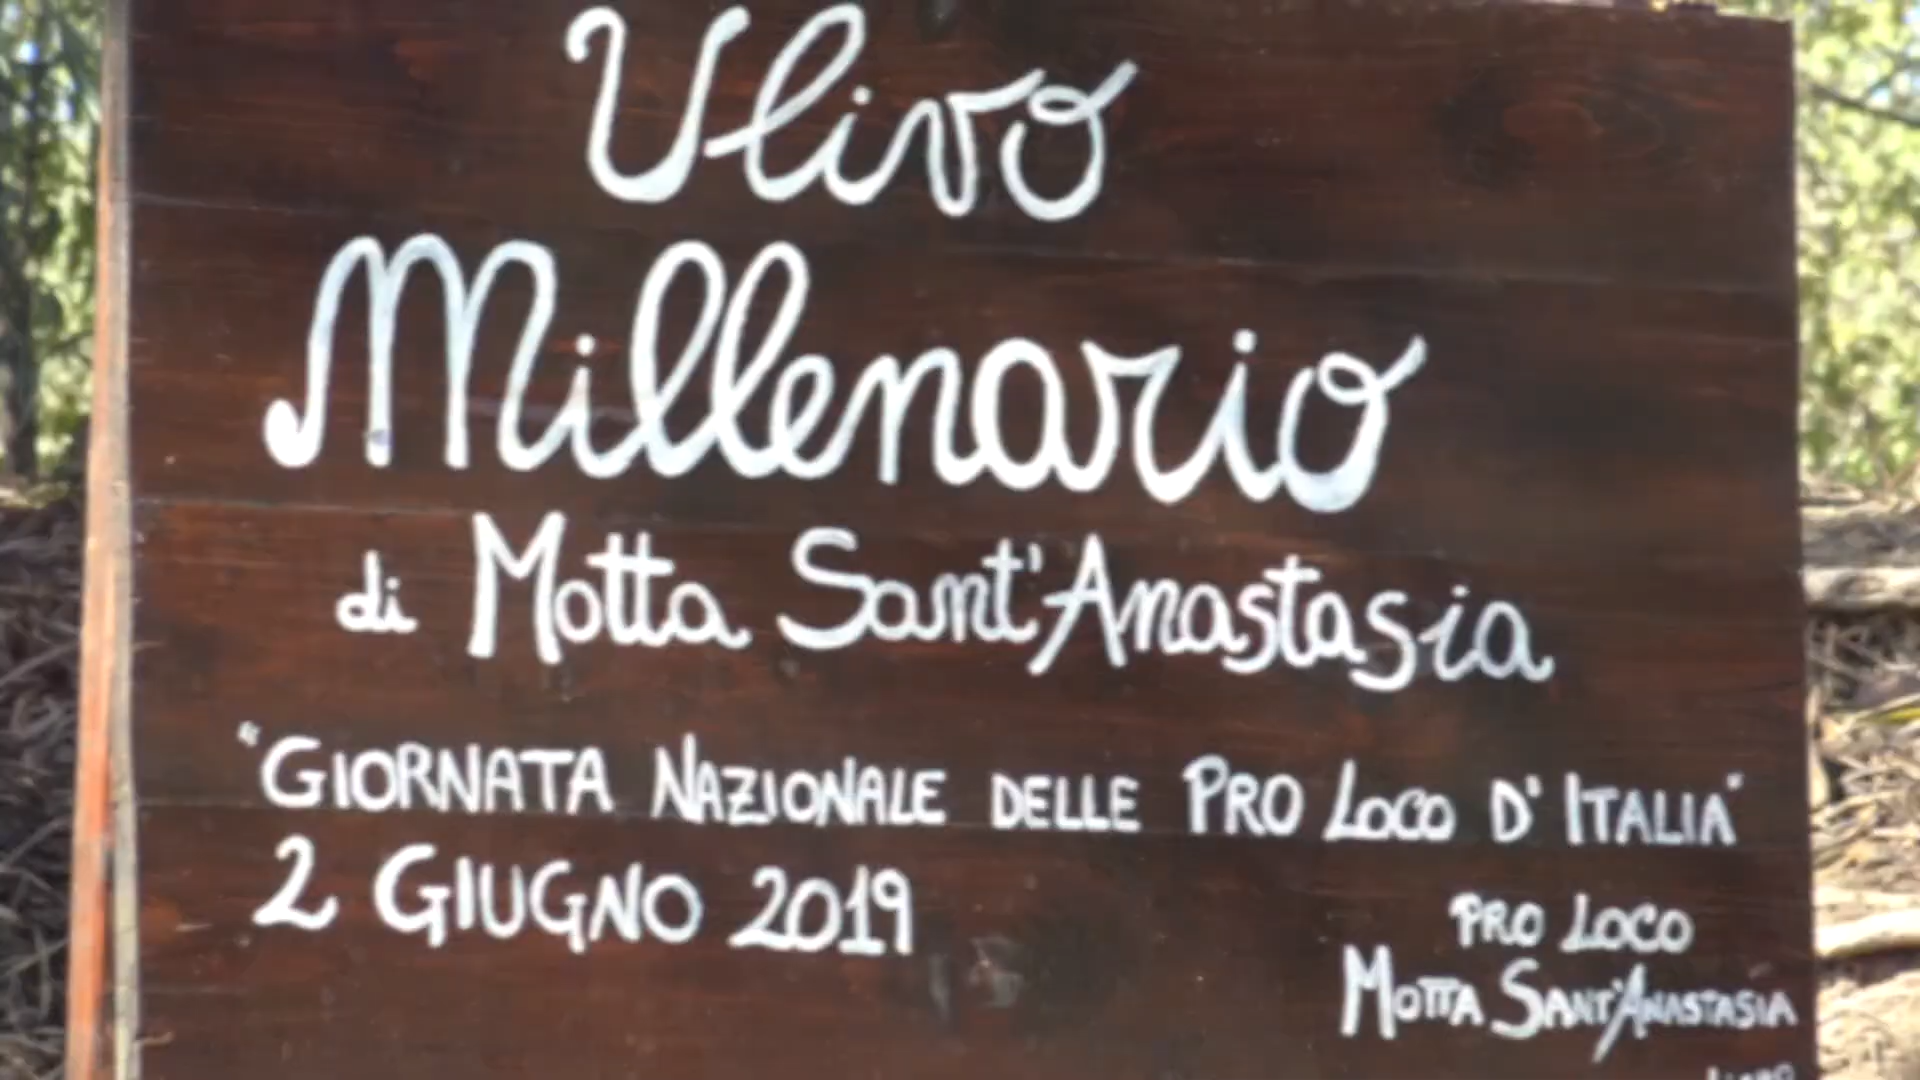 Ulivo
Millenario
di Motta Sant'Anastasia
"GIORNATA NAZIONALE DELLE PRO LOCO D'ITALIA"
2 GIUGNO 2019
PRO LOCO
MOTTA SANT'ANASTASIA